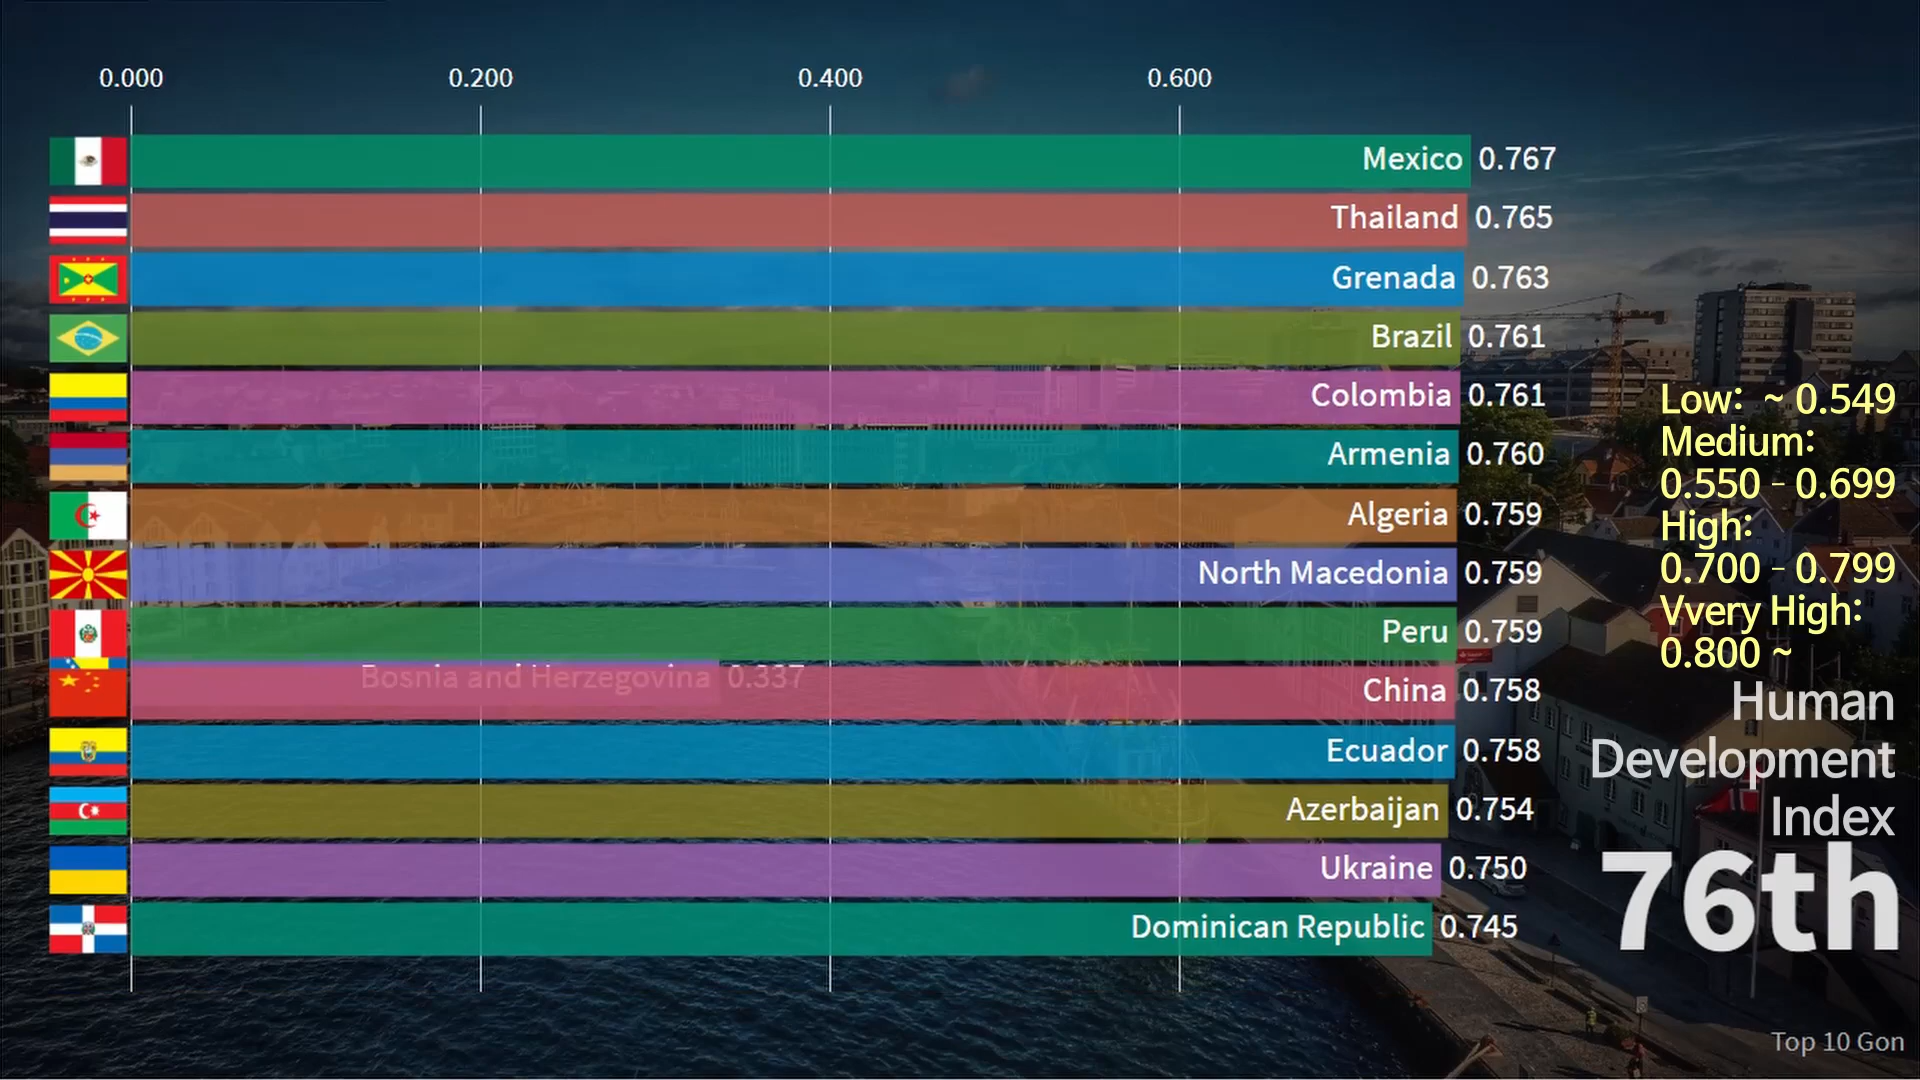 0.000 0.200 0.400 0.600
Mexico 0.767
Thailand 0.765
Grenada 0.763
Brazil 0.761
Colombia 0.761
Armenia 0.760
Algeria 0.759
North Macedonia 0.759
Peru 0.759
Bosnia and Herzegovina 0.337
China 0.758
Ecuador 0.758
Azerbaijan 0.754
Ukraine 0.750
Dominican Republic 0.745
Low: ~ 0.549
Medium:
0.550 - 0.699
High:
0.700 - 0.799
Vvery High:
0.800 ~
Human
Development
Index
76th
Top 10 Gon